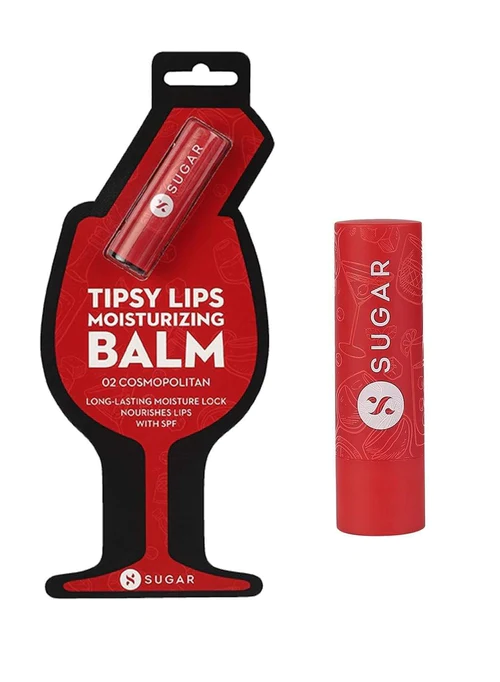 SUGAR
TIPSY LIPS
MOISTURIZING
BALM
02 COSMOPOLITAN
LONG-LASTING MOISTURE LOCK
NOURISHES LIPS
WITH SPF
SUGAR
SUGAR